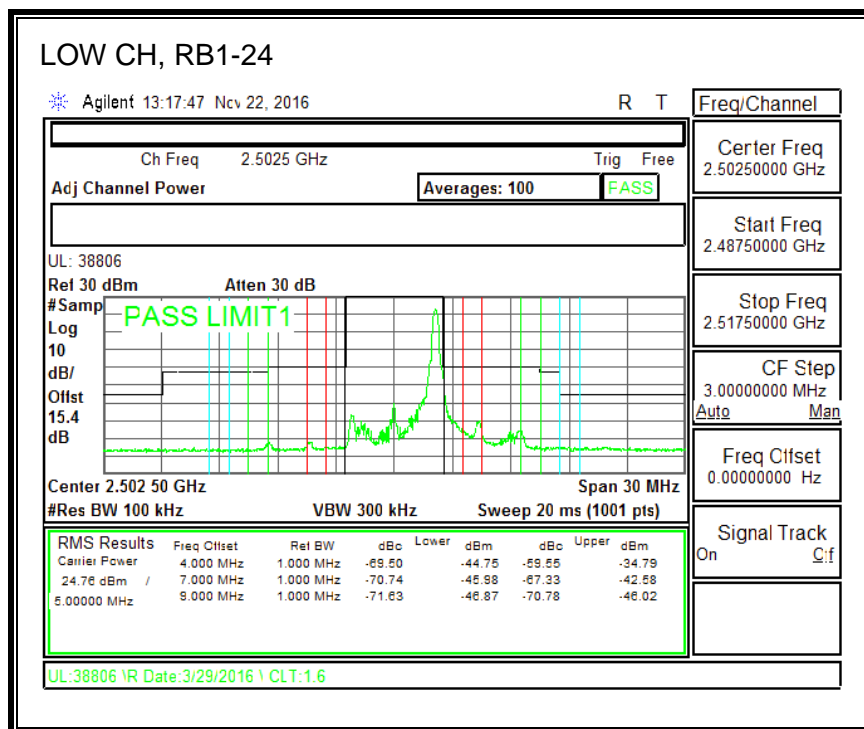 LOW CH, RB1-24
Agilent 13:17:47 Nov 22, 2016 R T
Freq/Channel
Ch Freq 2.5025 GHz Trig Free
Adj Channel Power Averages: 100 PASS
UL: 38806
Ref 30 dBm Atten 30 dB
#Samp
Log
10
dB/
Offst
15.4
dB
PASS LIMIT1
Center 2.502 50 GHz Span 30 MHz
#Res BW 100 kHz VBW 300 kHz Sweep 20 ms (1001 pts)
RMS Results Freq Offset Ref BW dBc Lower dBm dBc Upper dBm
Carrier Power 4.000 MHz 1.000 MHz -69.50 -44.75 -59.55 -34.79
24.76 dBm / 7.000 MHz 1.000 MHz -70.74 -45.98 -67.33 -42.58
5.00000 MHz 9.000 MHz 1.000 MHz -71.63 -46.87 -70.78 -46.02
UL:38806 \R Date:3/29/2016 \ CLT:1.6
Center Freq
2.50250000 GHz
Start Freq
2.48750000 GHz
Stop Freq
2.51750000 GHz
CF Step
3.00000000 MHz
Auto Man
Freq Offset
0.00000000 Hz
Signal Track
On Off